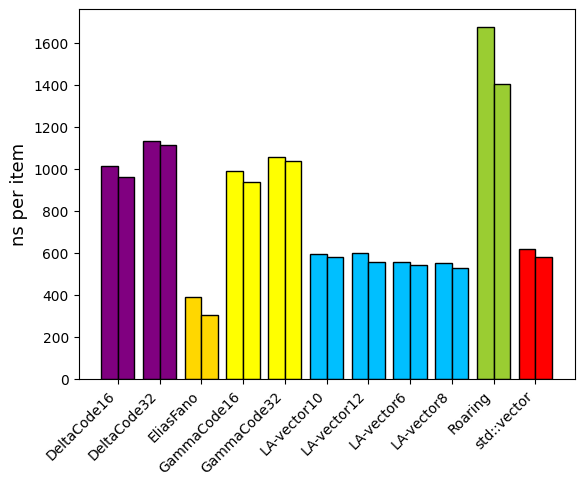 ns per item
1600
1400
1200
1000
800
600
400
200
0
DeltaCode16
DeltaCode32
EliasFano
GammaCode16
GammaCode32
LA-vector10
LA-vector12
LA-vector6
LA-vector8
Roaring
std::vector